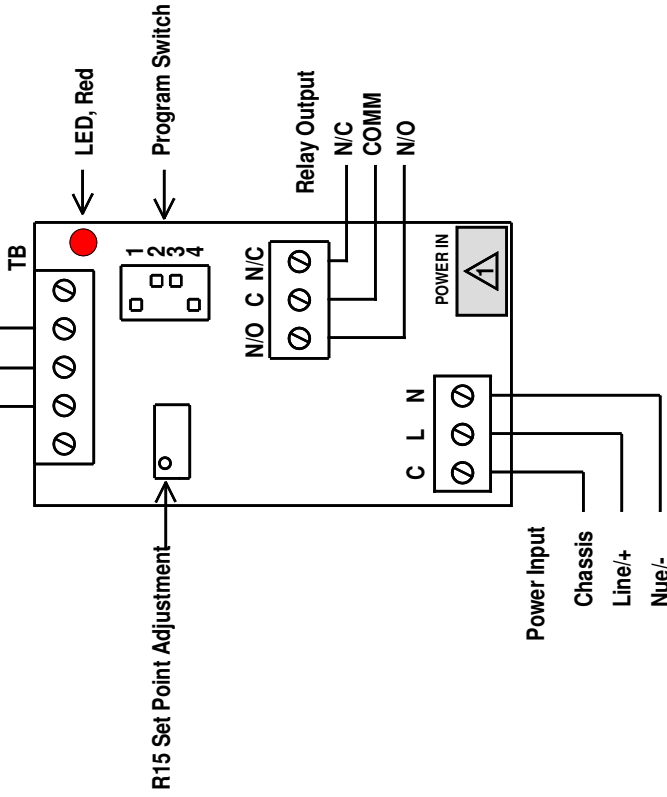 TB
LED, Red
Program Switch
1
2
3
4
Relay Output
N/C
COMM
N/O
N/O C N/C
POWER IN
1
C L N
R15 Set Point Adjustment
Power Input
Chassis
Line/+
Nue/-